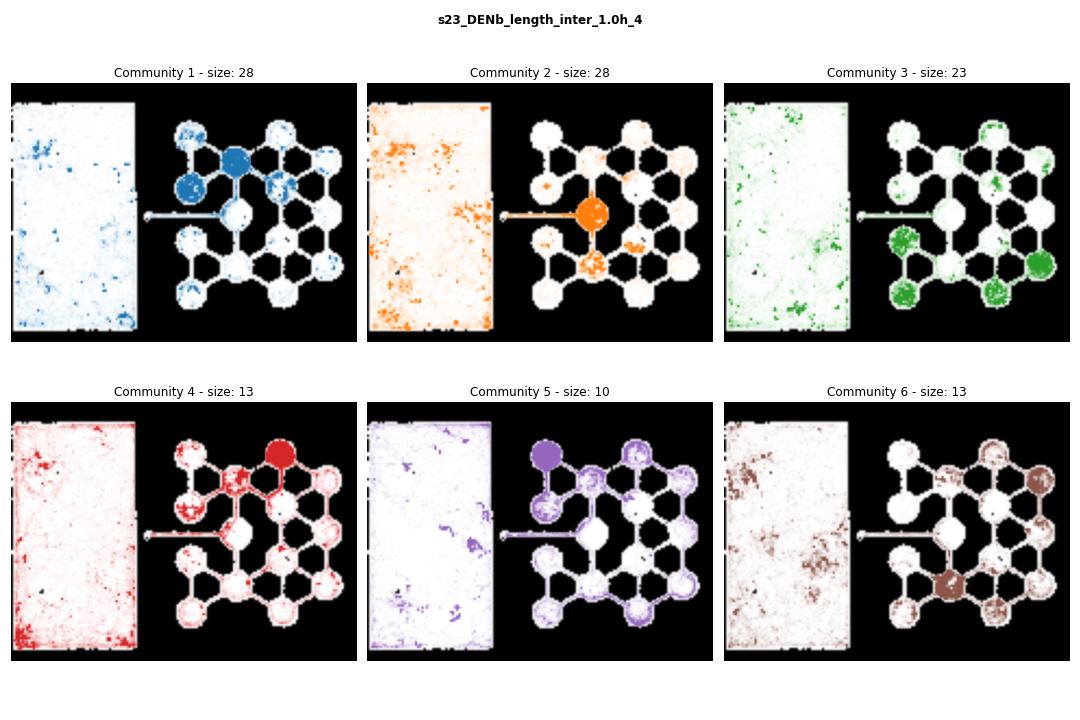 s23_DENb_length_inter_1.0h_4
Community 1 - size: 28
Community 2 - size: 28
Community 3 - size: 23
Community 4 - size: 13
Community 5 - size: 10
Community 6 - size: 13